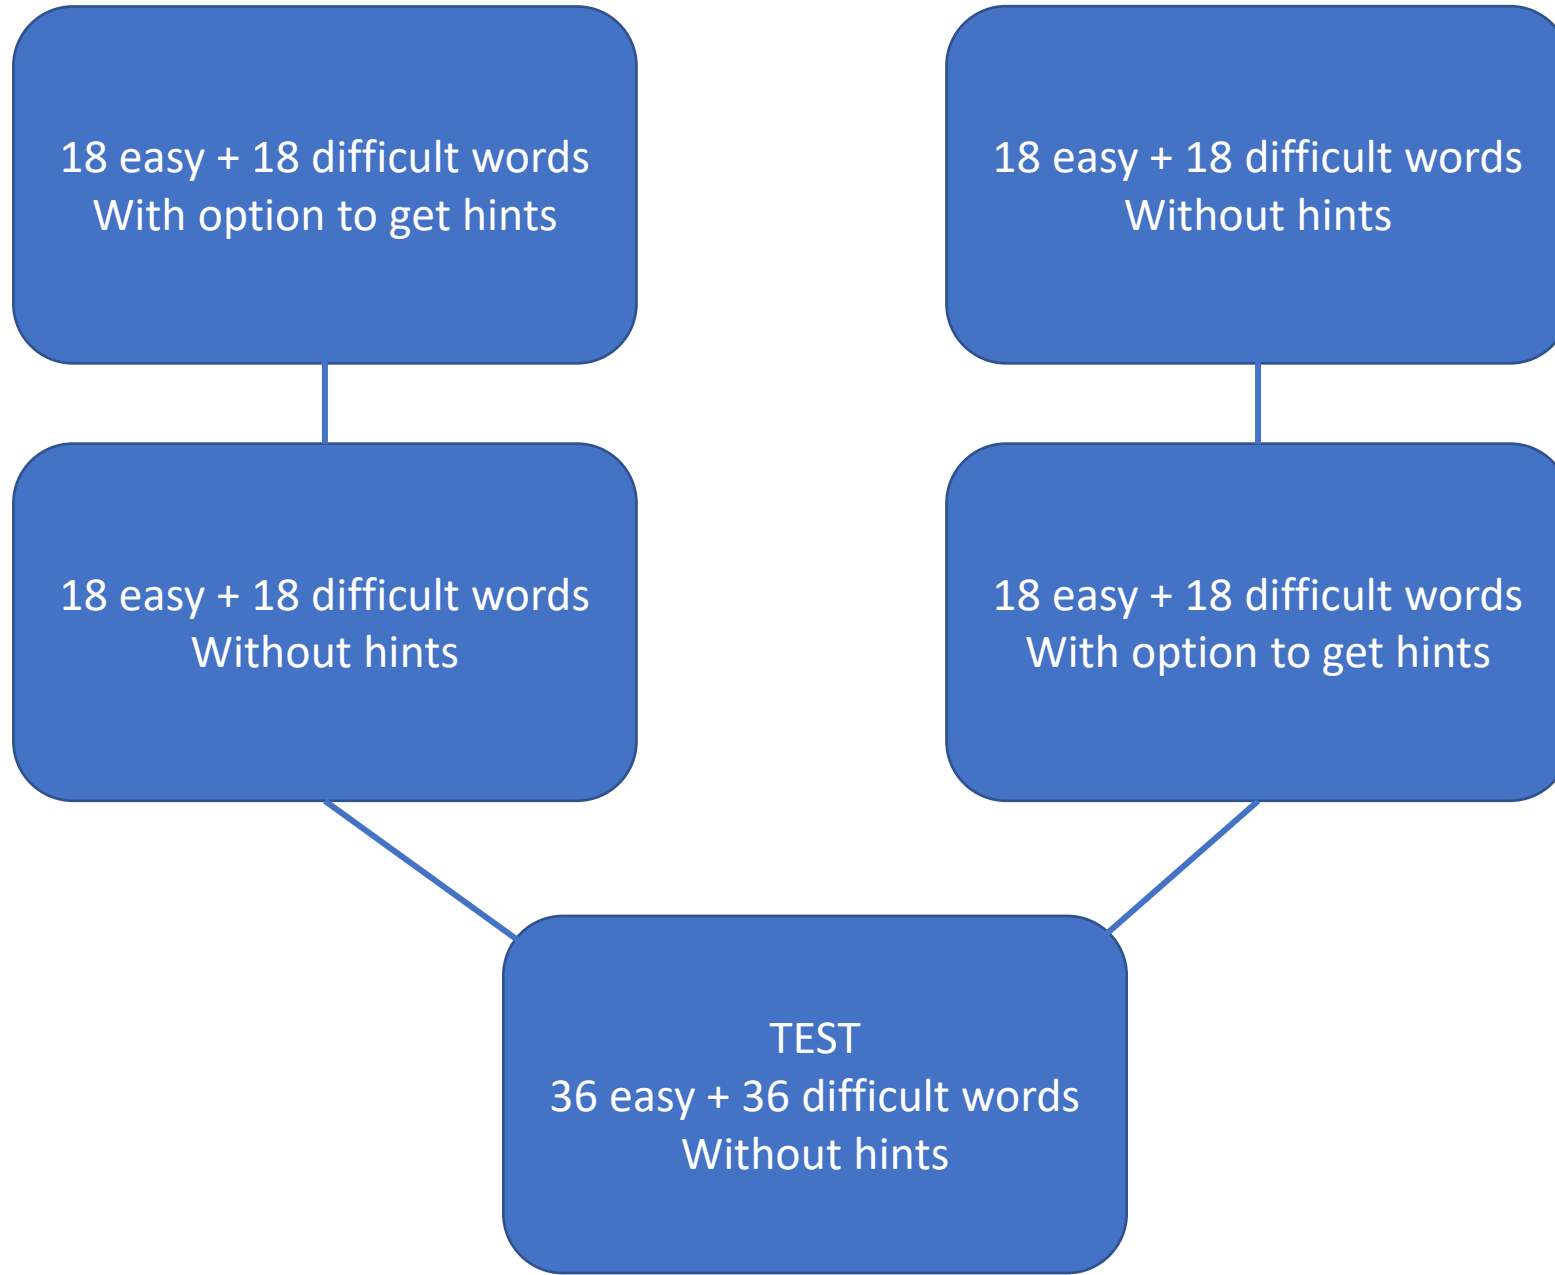 18 easy + 18 difficult words
With option to get hints
18 easy + 18 difficult words
Without hints
18 easy + 18 difficult words
Without hints
18 easy + 18 difficult words
With option to get hints
TEST
36 easy + 36 difficult words
Without hints